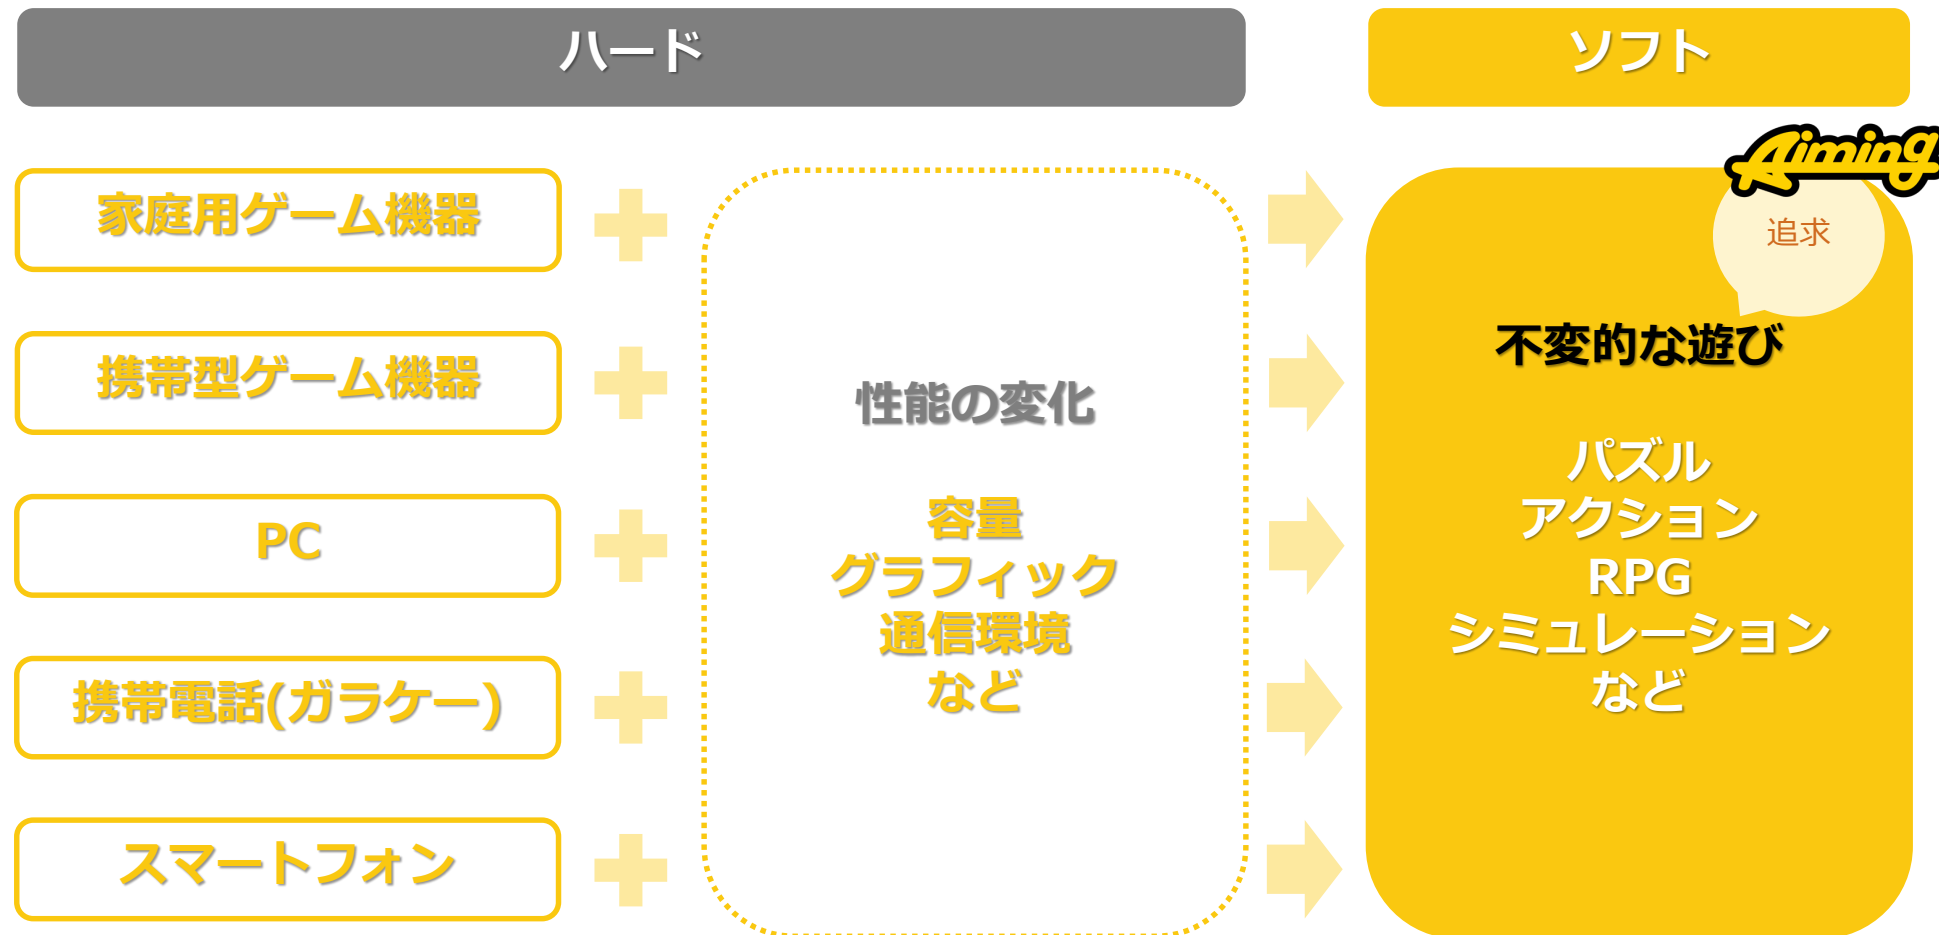 ハード
ソフト
家庭用ゲーム機器
携帯型ゲーム機器
PC
携帯電話(ガラケー)
スマートフォン
性能の変化
容量
グラフィック
通信環境
など
Aiming
追求
不変的な遊び
パズル
アクション
RPG
シミュレーション
など